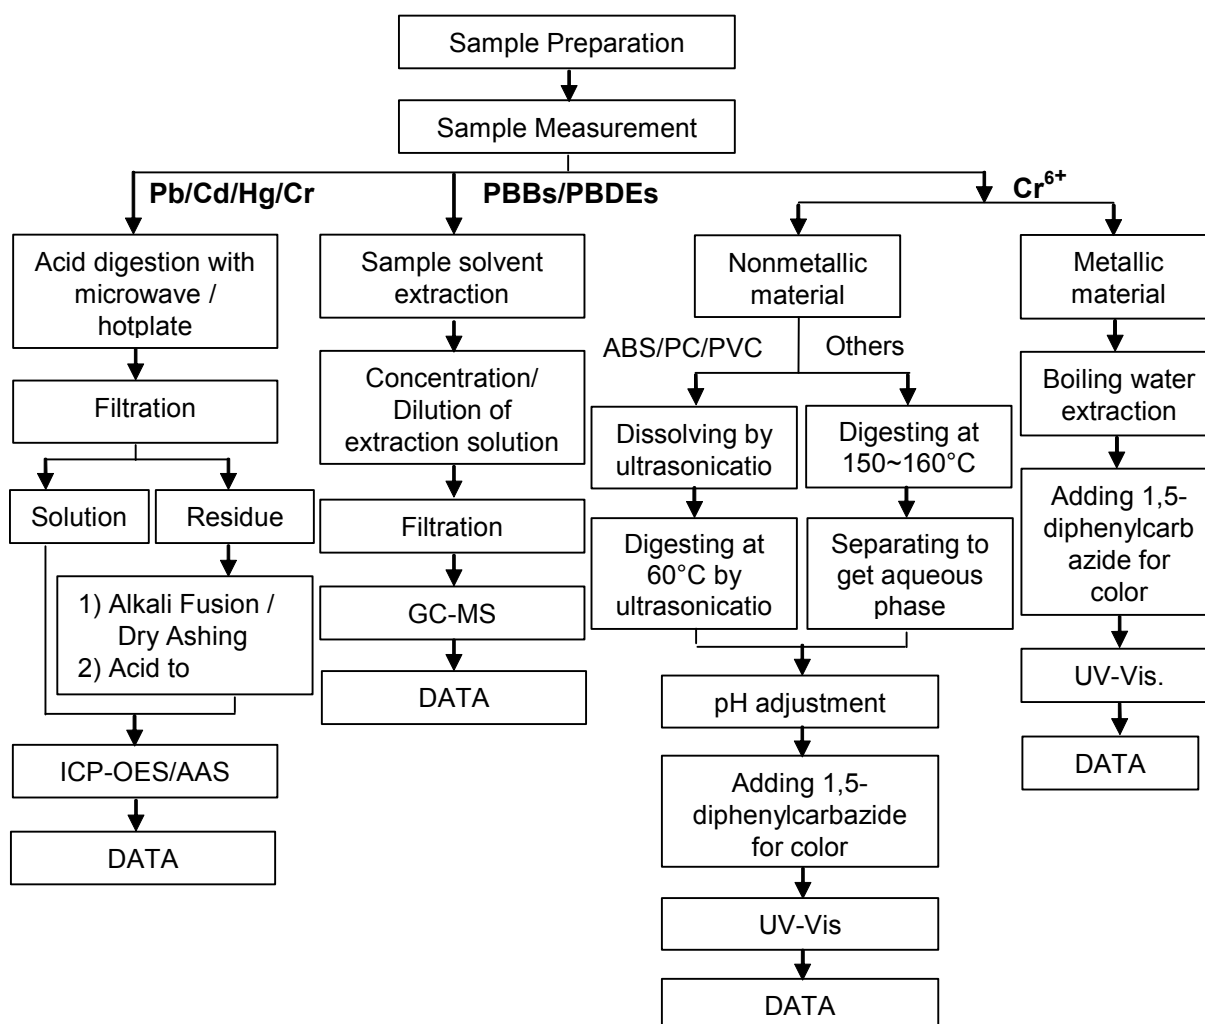 Sample Preparation
Sample Measurement
Pb/Cd/Hg/Cr
PBBs/PBDEs
Cr⁶⁺
Acid digestion with
microwave /
hotplate
Filtration
Solution
Residue
1) Alkali Fusion /
Dry Ashing
2) Acid to
ICP-OES/AAS
DATA
Sample solvent
extraction
Concentration/
Dilution of
extraction solution
Filtration
GC-MS
DATA
Nonmetallic
material
ABS/PC/PVC
Others
Dissolving by
ultrasonicatio
Digesting at
60°C by
ultrasonicatio
Digesting at
150~160°C
Separating to
get aqueous
phase
pH adjustment
Adding 1,5-
diphenylcarbazide
for color
UV-Vis
DATA
Metallic
material
Boiling water
extraction
Adding 1,5-
diphenylcarb
azide for
color
UV-Vis.
DATA